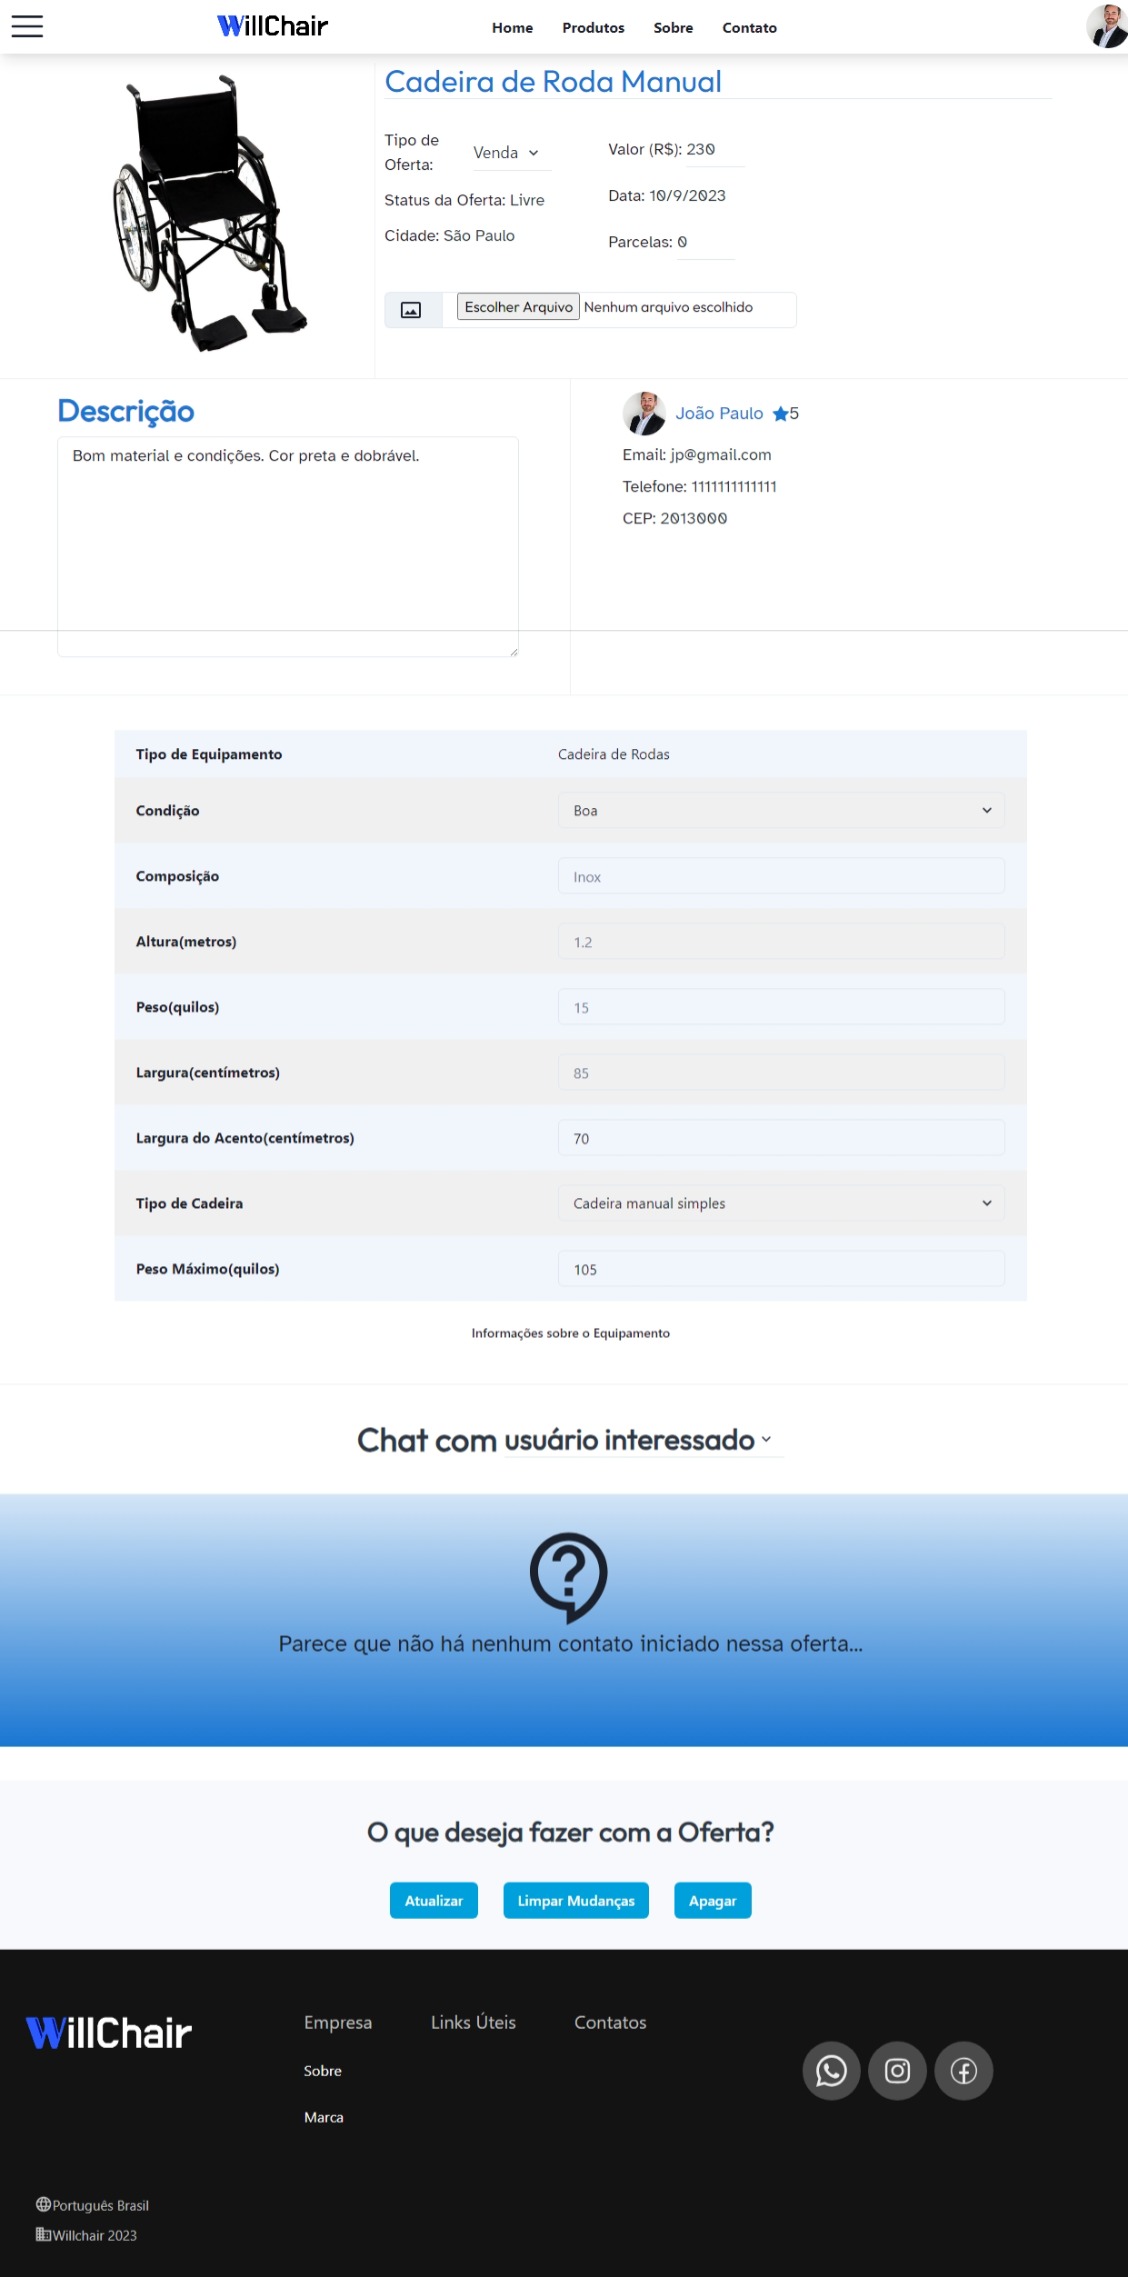 WillChair
Home Produtos Sobre Contato
Cadeira de Roda Manual
Tipo de
Oferta:
Venda
Valor (R$): 230
Status da Oferta: Livre
Data: 10/9/2023
Cidade: São Paulo
Parcelas: 0
Escolher Arquivo Nenhum arquivo escolhido
Descrição
Bom material e condições. Cor preta e dobrável.
João Paulo 5
Email: jp@gmail.com
Telefone: 1111111111111
CEP: 2013000
Tipo de Equipamento Cadeira de Rodas
Condição Boa
Composição Inox
Altura(metros) 1.2
Peso(quilos) 15
Largura(centímetros) 85
Largura do Acento(centímetros) 70
Tipo de Cadeira Cadeira manual simples
Peso Máximo(quilos) 105
Informações sobre o Equipamento
Chat com usuário interessado
Parece que não há nenhum contato iniciado nessa oferta...
O que deseja fazer com a Oferta?
Atualizar Limpar Mudanças Apagar
WillChair
Empresa Links Úteis Contatos
Sobre
Marca
Português Brasil
Willchair 2023